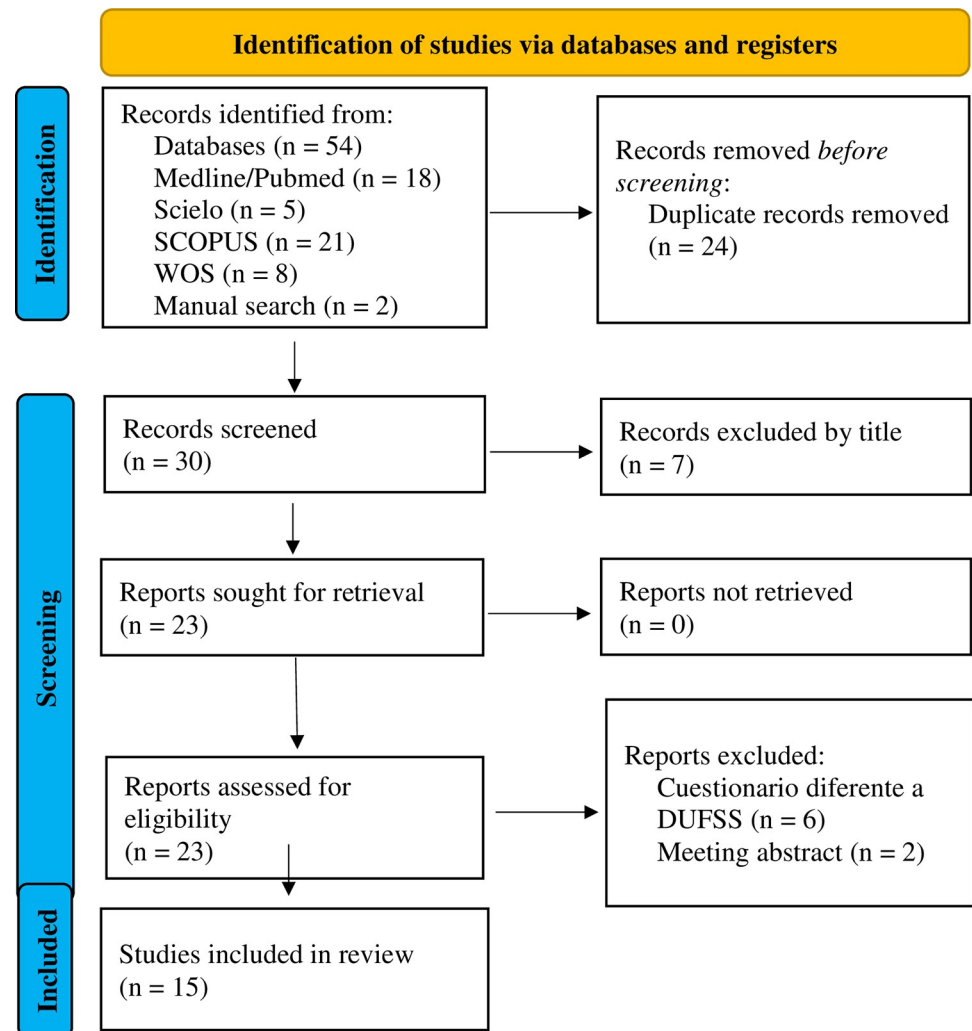 Identification of studies via databases and registers
Identification
Records identified from:
Databases (n = 54)
Medline/Pubmed (n = 18)
Scielo (n = 5)
SCOPUS (n = 21)
WOS (n = 8)
Manual search (n = 2)
Records removed before
screening:
Duplicate records removed
(n = 24)
Screening
Records screened
(n = 30)
Records excluded by title
(n = 7)
Reports sought for retrieval
(n = 23)
Reports not retrieved
(n = 0)
Reports assessed for
eligibility
(n = 23)
Reports excluded:
Cuestionario diferente a
DUFSS (n = 6)
Meeting abstract (n = 2)
Included
Studies included in review
(n = 15)